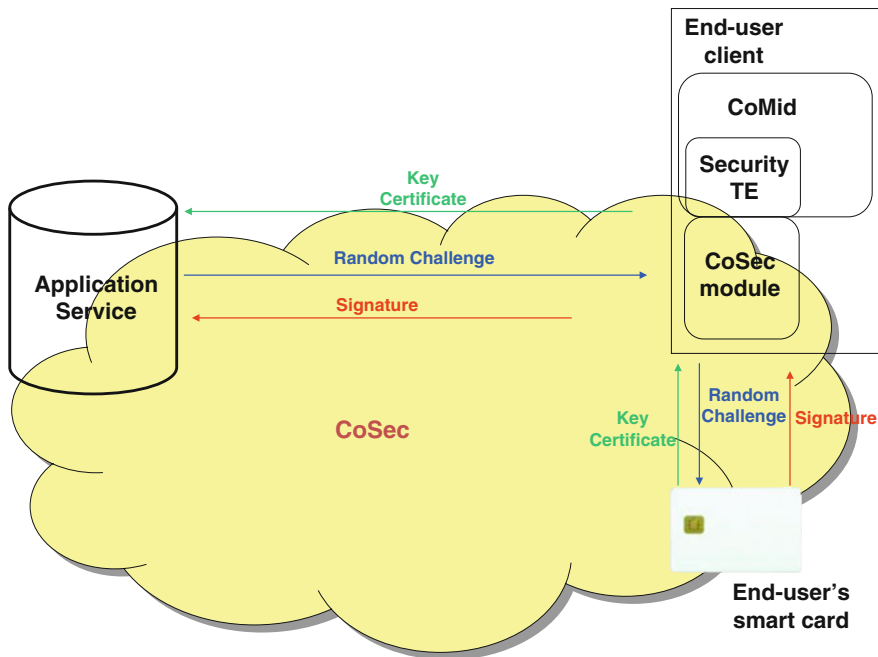 End-user
client
CoMid
Security
TE
CoSec
module
Key
Certificate
Random Challenge
Signature
Application
Service
CoSec
Key
Certificate
Random
Challenge
Signature
End-user’s
smart card